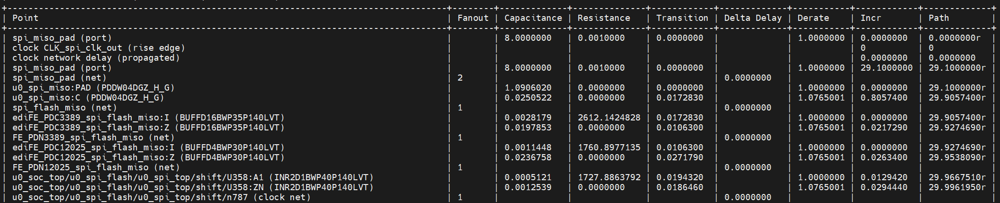 | Point | Fanout | Capacitance | Resistance | Transition | Delta Delay | Derate | Incr | Path |
| spi_miso_pad (port) | | 8.0000000 | 0.0010000 | 0.0000000 | | 1.0000000 | 0.0000000 | 0.0000000r |
| clock CLK_spi_clk_out (rise edge) | | | | | | | 0 | 0 |
| clock network delay (propagated) | | | | | | | 0.0000000 | 0.0000000 |
| spi_miso_pad (port) | | 8.0000000 | 0.0010000 | 0.0000000 | | 1.0000000 | 29.1000000 | 29.1000000r |
| spi_miso_pad (net) | 2 | | | | 0.0000000 | | | |
| u0_spi_miso:PAD (PDDW04DGZ_H_G) | | 1.0906020 | 0.0000000 | 0.0000000 | | 1.0000000 | 0.0000000 | 29.1000000r |
| u0_spi_miso:C (PDDW04DGZ_H_G) | | 0.0250522 | 0.0000000 | 0.0172830 | | 1.0765001 | 0.8057400 | 29.9057400r |
| spi_flash_miso (net) | 1 | | | | 0.0000000 | | | |
| ediFE_PDC3389_spi_flash_miso:I (BUFFD16BWP35P140LVT) | | 0.0028179 | 2612.1424828 | 0.0172830 | | 1.0000000 | 0.0000000 | 29.9057400r |
| ediFE_PDC3389_spi_flash_miso:Z (BUFFD16BWP35P140LVT) | | 0.0197853 | 0.0000000 | 0.0106300 | | 1.0765001 | 0.0217290 | 29.9274690r |
| FE_PDN3389_spi_flash_miso (net) | 1 | | | | 0.0000000 | | | |
| ediFE_PDC12025_spi_flash_miso:I (BUFFD4BWP30P140LVT) | | 0.0011448 | 1760.8977135 | 0.0106300 | | 1.0000000 | 0.0000000 | 29.9274690r |
| ediFE_PDC12025_spi_flash_miso:Z (BUFFD4BWP30P140LVT) | | 0.0236758 | 0.0000000 | 0.0271790 | | 1.0765001 | 0.0263400 | 29.9538090r |
| FE_PDN12025_spi_flash_miso (net) | 1 | | | | 0.0000000 | | | |
| u0_soc_top/u0_spi_flash/u0_spi_top/shift/U358:A1 (INR2D1BWP40P140LVT) | | 0.0005121 | 1727.8863792 | 0.0194320 | | 1.0000000 | 0.0129420 | 29.9667510r |
| u0_soc_top/u0_spi_flash/u0_spi_top/shift/U358:ZN (INR2D1BWP40P140LVT) | | 0.0012539 | 0.0000000 | 0.0186460 | | 1.0765001 | 0.0294440 | 29.9961950r |
| u0_soc_top/u0_spi_flash/u0_spi_top/shift/n787 (clock net) | 1 | | | | 0.0000000 | | | |